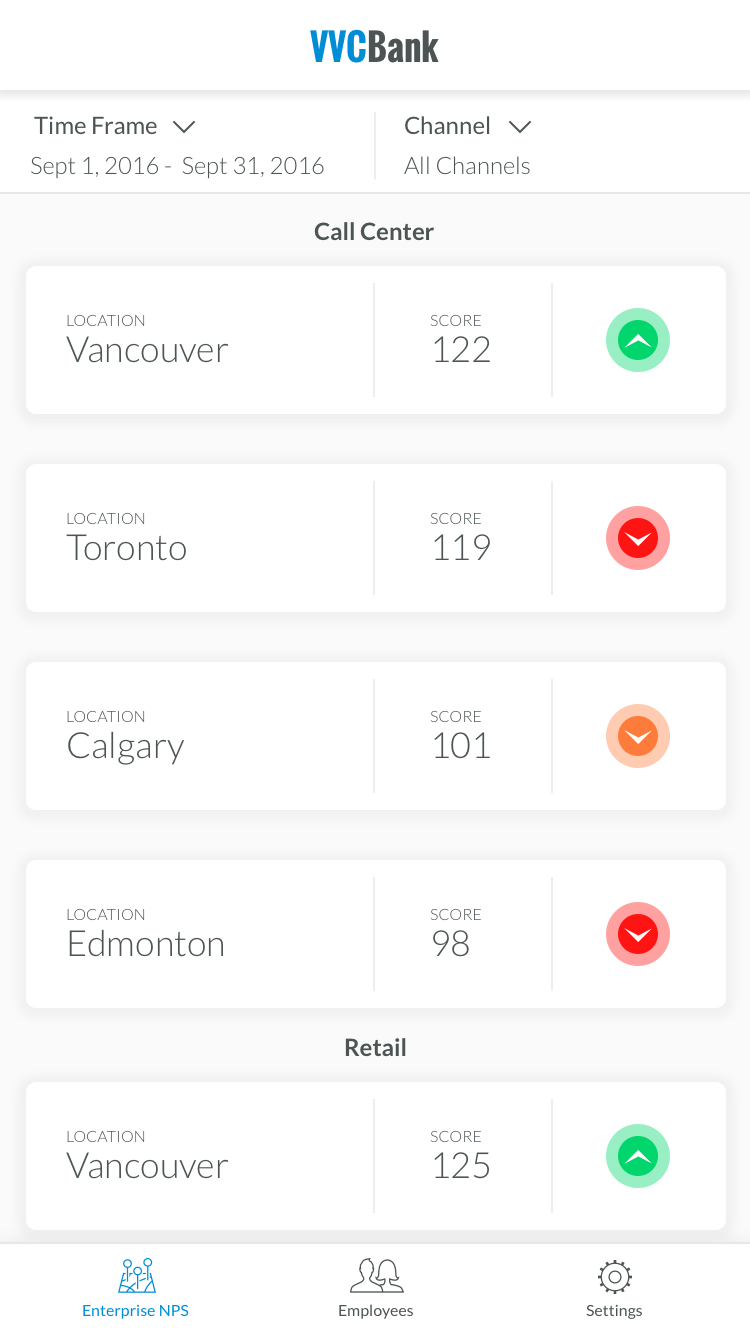 VVCBank
Time Frame
Sept 1, 2016 - Sept 31, 2016
Channel
All Channels
Call Center
LOCATION
Vancouver
SCORE
122
LOCATION
Toronto
SCORE
119
LOCATION
Calgary
SCORE
101
LOCATION
Edmonton
SCORE
98
Retail
LOCATION
Vancouver
SCORE
125
Enterprise NPS
Employees
Settings